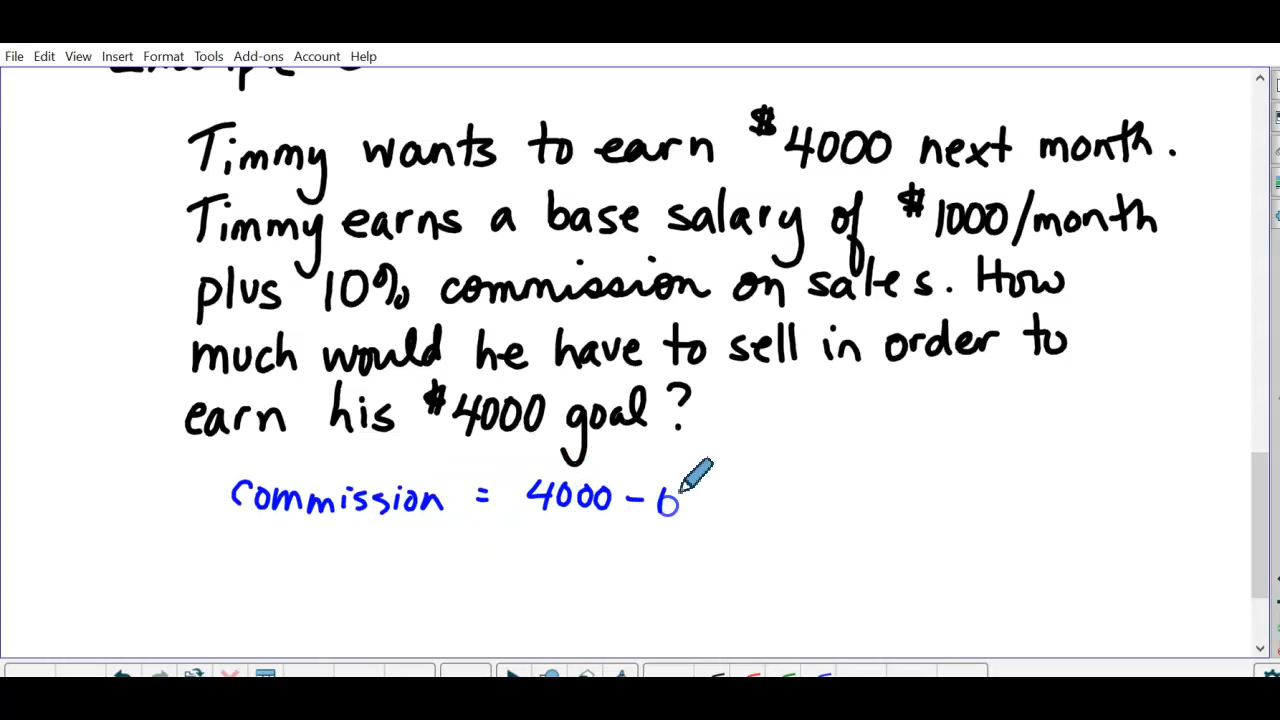 File Edit View Insert Format Tools Add-ons Account Help
Timmy wants to earn $4000 next month.
Timmy earns a base salary of $1000/month
plus 10% commission on sales. How
much would he have to sell in order to
earn his $4000 goal?
commission = 4000 -